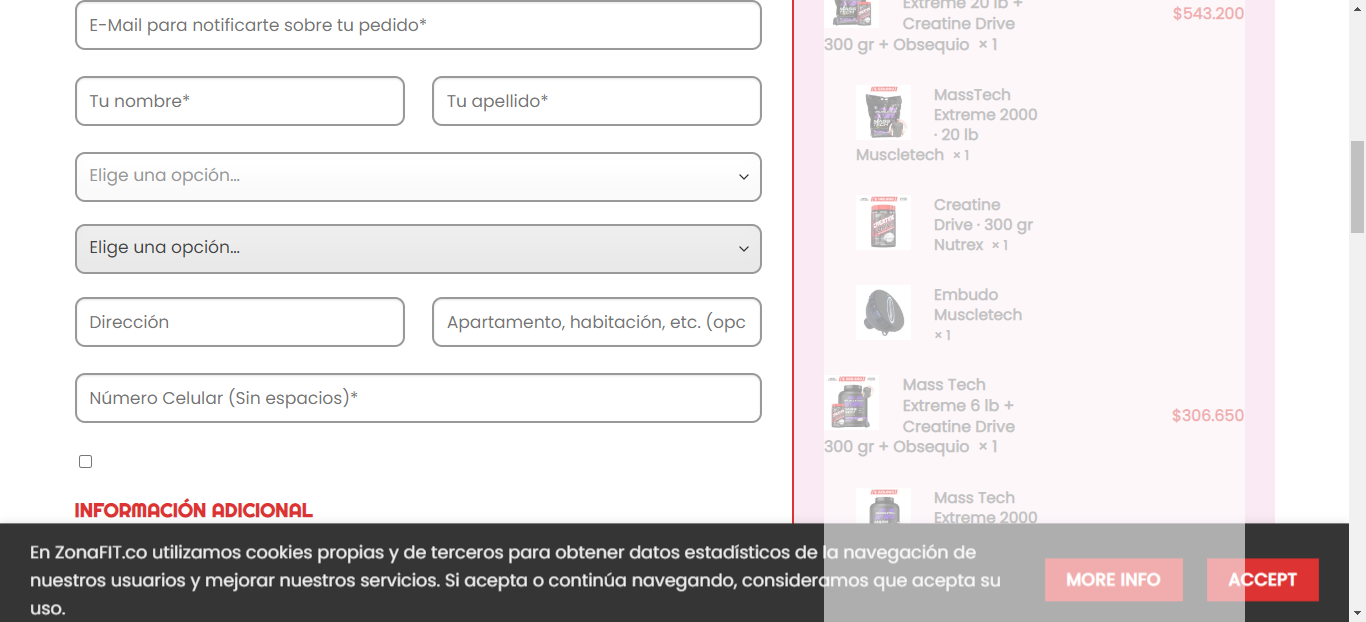 E-Mail para notificarte sobre tu pedido*
Tu nombre*
Tu apellido*
Elige una opción...
Elige una opción...
Dirección
Apartamento, habitación, etc. (opc
Número Celular (Sin espacios)*
INFORMACIÓN ADICIONAL
Extreme 20 lb +
Creatine Drive
300 gr + Obsequio × 1
$543.200
MassTech
Extreme 2000
· 20 lb
Muscletech × 1
Creatine
Drive · 300 gr
Nutrex × 1
Embudo
Muscletech
× 1
Mass Tech
Extreme 6 lb +
Creatine Drive
300 gr + Obsequio × 1
$306.650
Mass Tech
Extreme 2000
En ZonaFIT.co utilizamos cookies propias y de terceros para obtener datos estadísticos de la navegación de
nuestros usuarios y mejorar nuestros servicios. Si acepta o continúa navegando, consideramos que acepta su
uso.
MORE INFO
ACCEPT